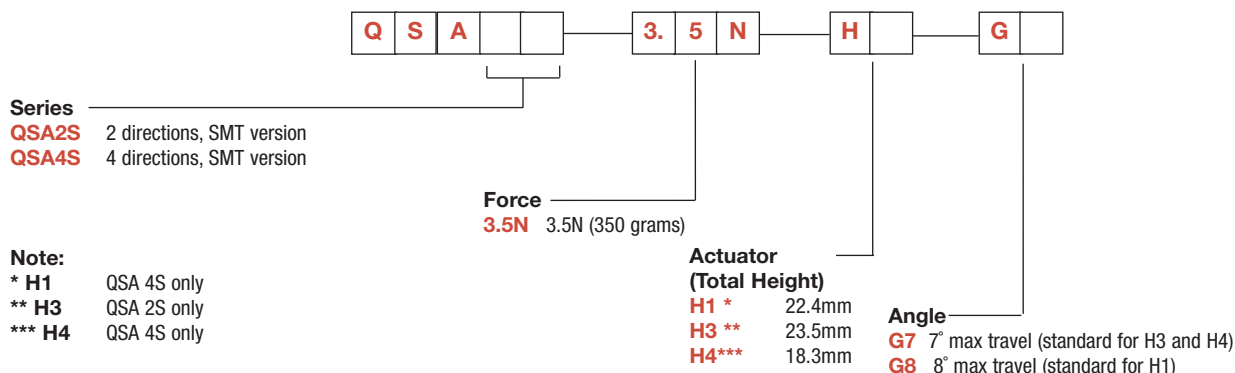 Q S A 3. 5 N H G
Series
QSA2S 2 directions, SMT version
QSA4S 4 directions, SMT version
Force
3.5N 3.5N (350 grams)
Note:
* H1 QSA 4S only
** H3 QSA 2S only
*** H4 QSA 4S only
Actuator
(Total Height)
H1 * 22.4mm
H3 ** 23.5mm
H4*** 18.3mm
Angle
G7 7° max travel (standard for H3 and H4)
G8 8° max travel (standard for H1)